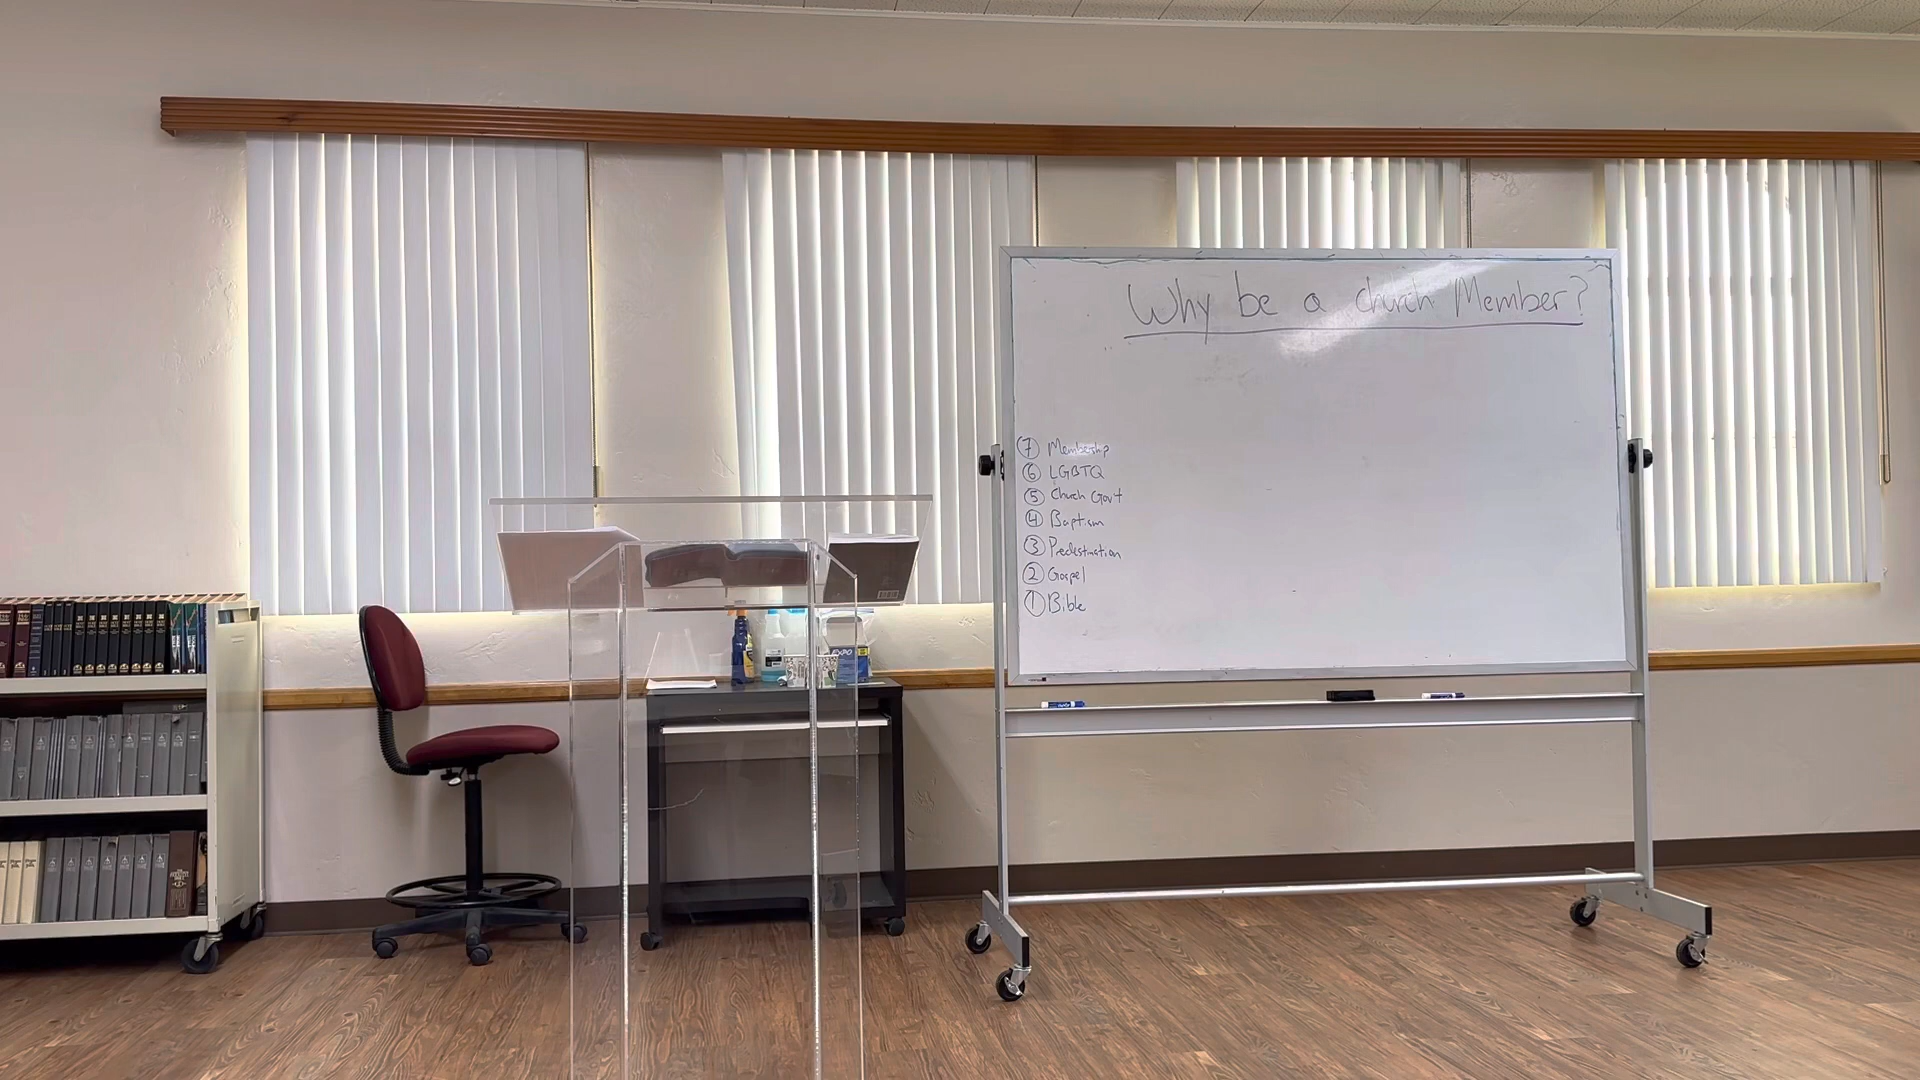 Why be a church Member?
⑦ Membership
⑥ LGBTQ
⑤ Church Gov't
④ Baptism
③ Predestination
② Gospel
① Bible
EXPO